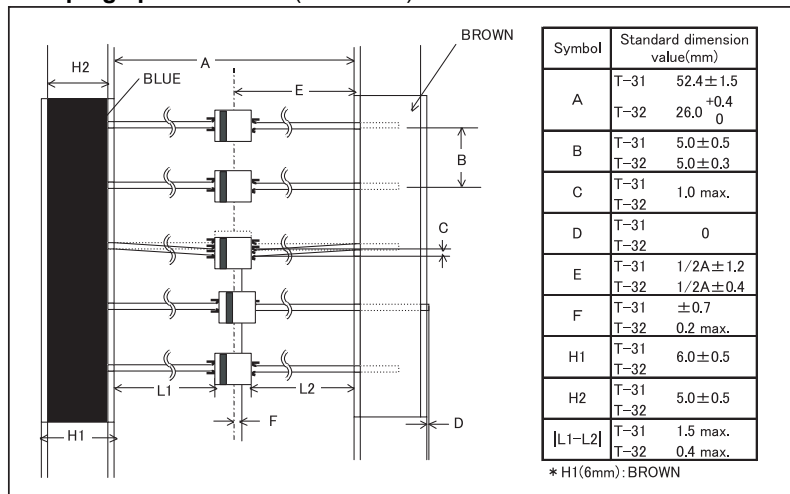 BROWN
H2
A
BLUE
E
B
C
L1
L2
F
D
H1
Symbol Standard dimension
value(mm)
A T-31 52.4±1.5
T-32 26.0 +0.4
0
B T-31 5.0±0.5
T-32 5.0±0.3
C T-31
T-32 1.0 max.
D T-31
T-32 0
E T-31 1/2A±1.2
T-32 1/2A±0.4
F T-31 ±0.7
T-32 0.2 max.
H1 T-31
T-32 6.0±0.5
H2 T-31
T-32 5.0±0.5
|L1-L2| T-31 1.5 max.
T-32 0.4 max.
* H1(6mm):BROWN